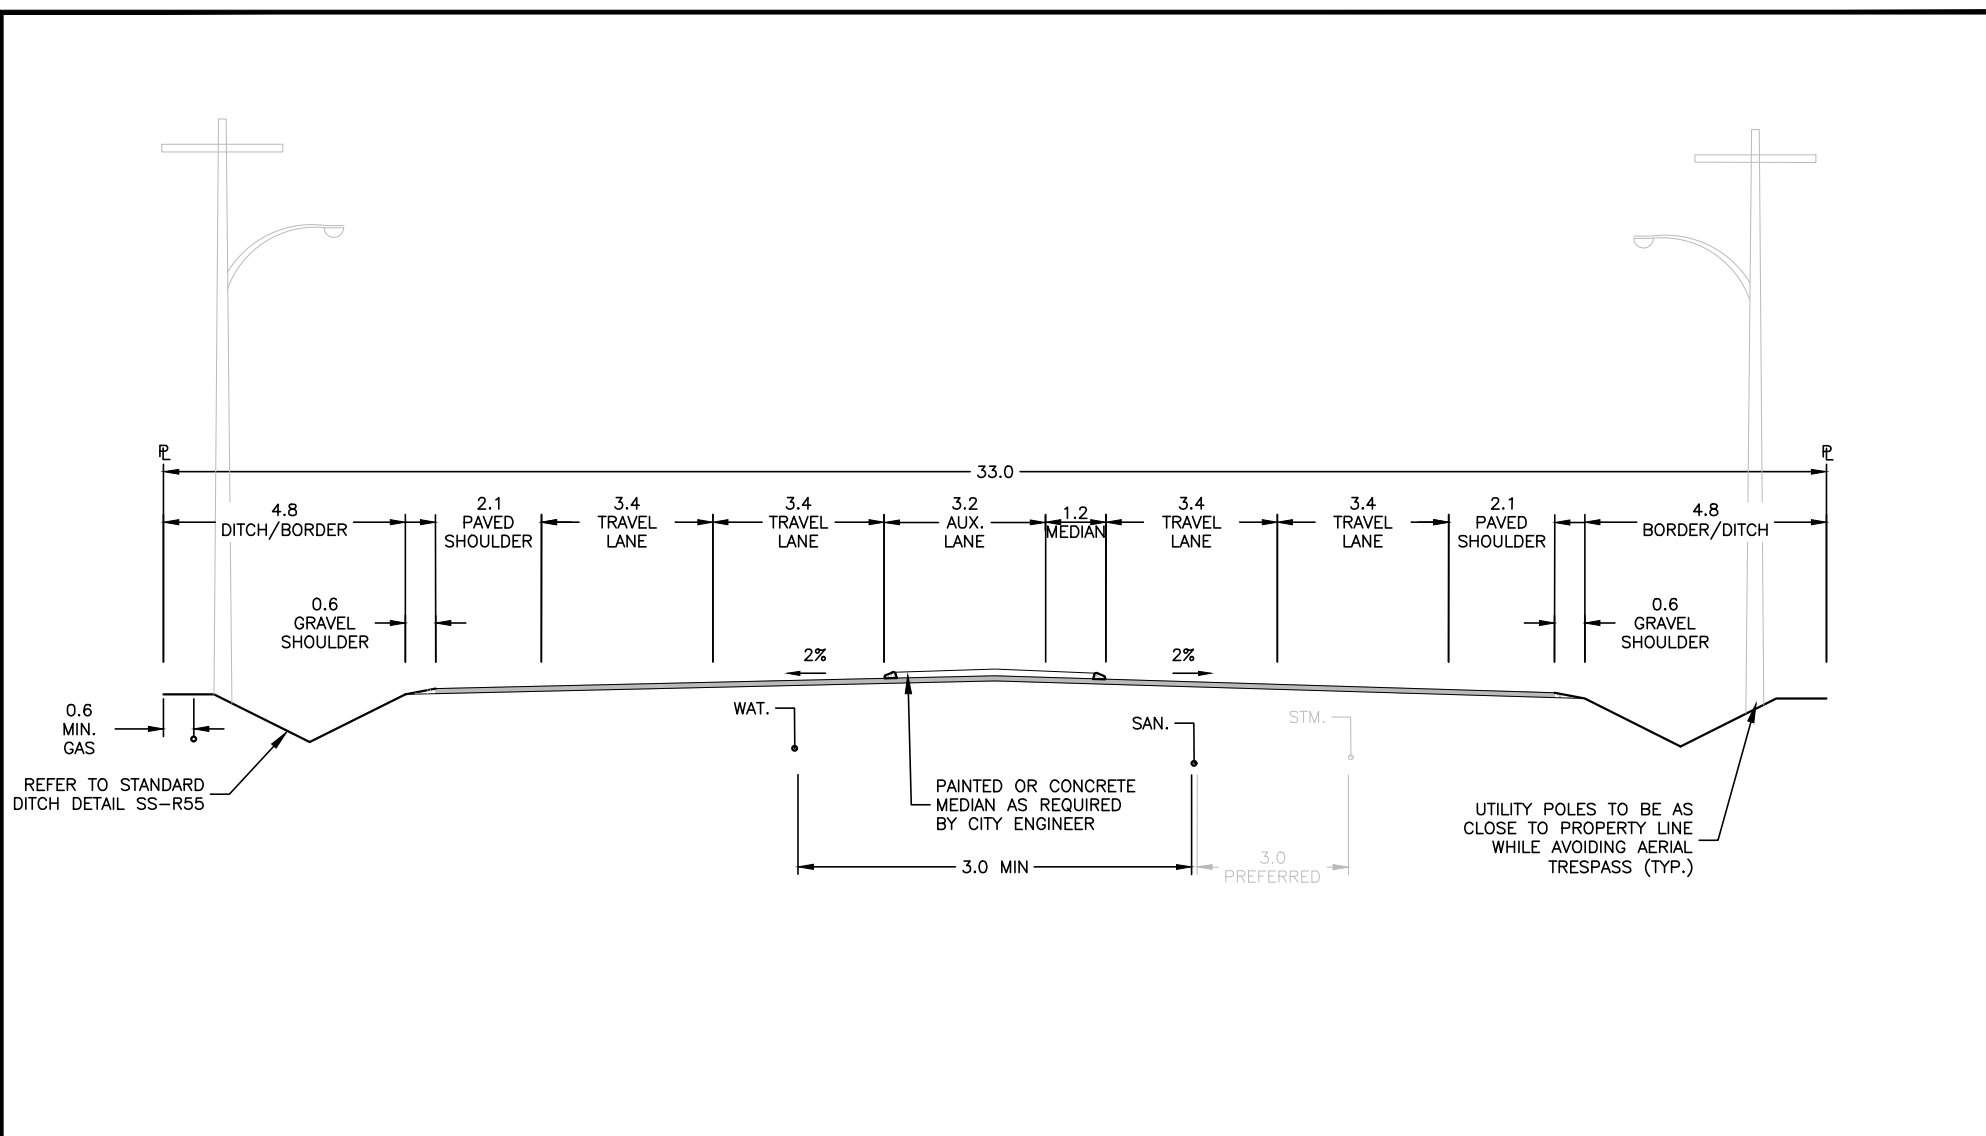 ℄
℄
33.0
4.8
DITCH/BORDER
2.1
PAVED
SHOULDER
3.4
TRAVEL
LANE
3.4
TRAVEL
LANE
3.2
AUX.
LANE
1.2
MEDIAN
3.4
TRAVEL
LANE
3.4
TRAVEL
LANE
2.1
PAVED
SHOULDER
4.8
BORDER/DITCH
0.6
GRAVEL
SHOULDER
0.6
GRAVEL
SHOULDER
2%
2%
0.6
MIN.
GAS
WAT.
SAN.
STM.
REFER TO STANDARD
DITCH DETAIL SS-R55
PAINTED OR CONCRETE
MEDIAN AS REQUIRED
BY CITY ENGINEER
UTILITY POLES TO BE AS
CLOSE TO PROPERTY LINE
WHILE AVOIDING AERIAL
TRESPASS (TYP.)
3.0 MIN
3.0
PREFERRED